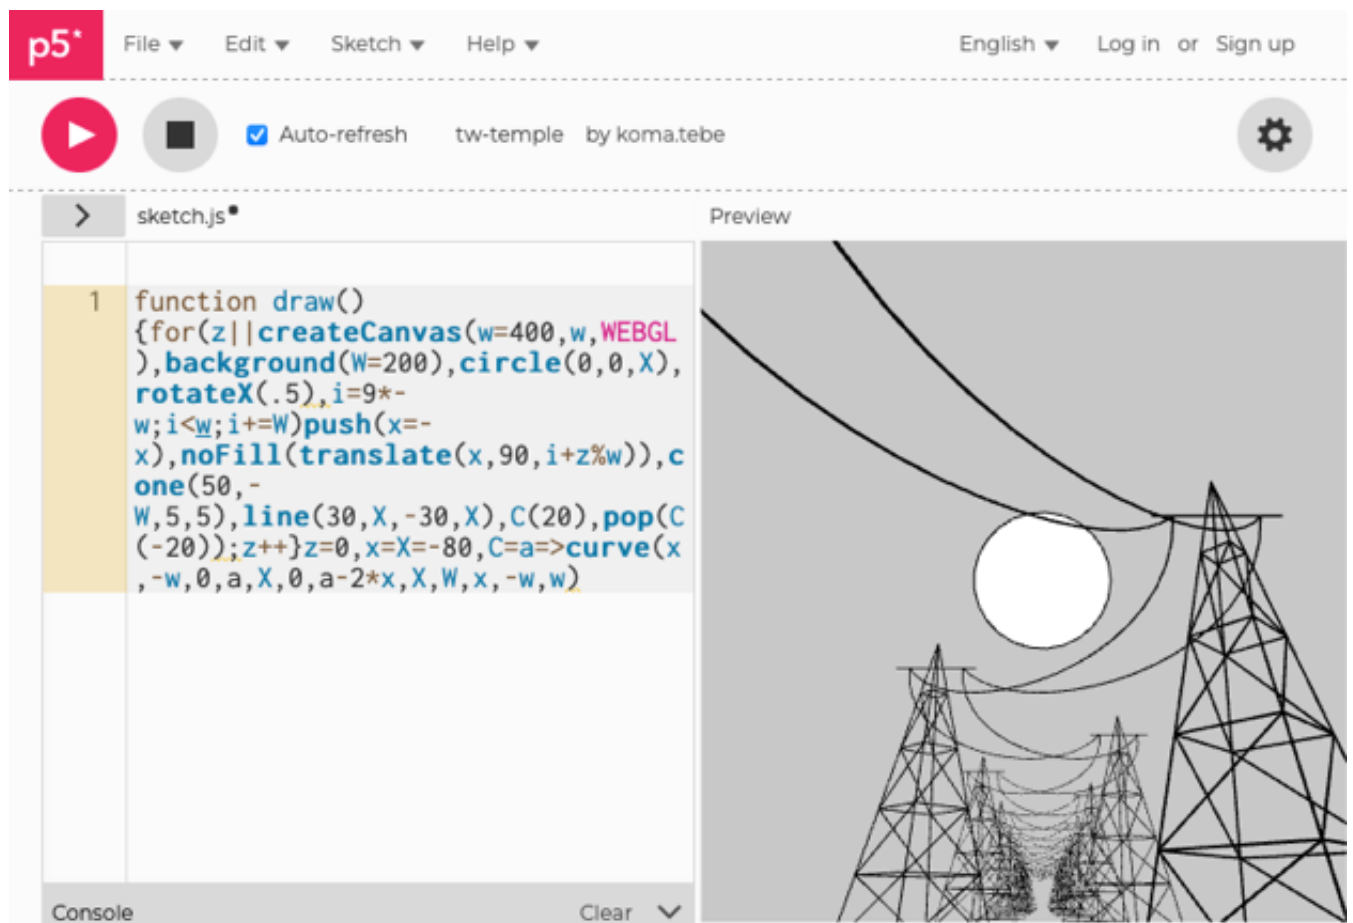 p5*
File Edit Sketch Help English Log in or Sign up
Auto-refresh tw-temple by koma.tebe
sketch.js
Preview
1
function draw()
{for(z||createCanvas(w=400,w,WEBGL
),background(W=200),circle(0,0,X),
rotateX(.5),i=9*-
w;i<w;i+=W)push(x=-
x),noFill(translate(x,90,i+z%w)),c
one(50,-
W,5,5),line(30,X,-30,X),C(20),pop(C
(-20));z++}z=0,x=X=-80,C=a=>curve(x
,-w,0,a,X,0,a-2*x,X,W,x,-w,w)
Console Clear